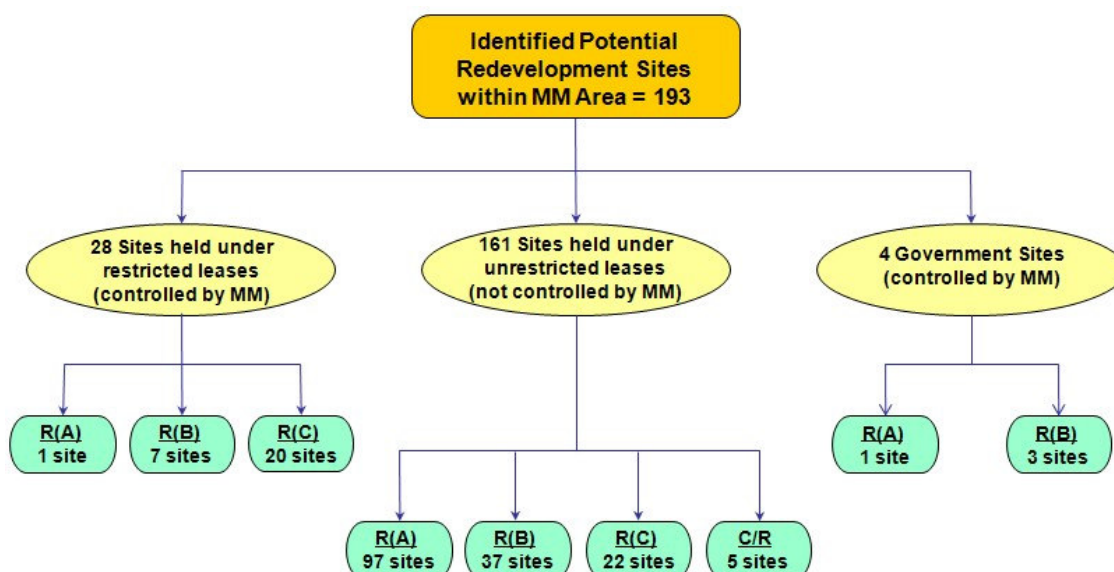 Identified Potential
Redevelopment Sites
within MM Area = 193
28 Sites held under
restricted leases
(controlled by MM)
161 Sites held under
unrestricted leases
(not controlled by MM)
4 Government Sites
(controlled by MM)
R(A)
1 site
R(B)
7 sites
R(C)
20 sites
R(A)
1 site
R(B)
3 sites
R(A)
97 sites
R(B)
37 sites
R(C)
22 sites
C/R
5 sites